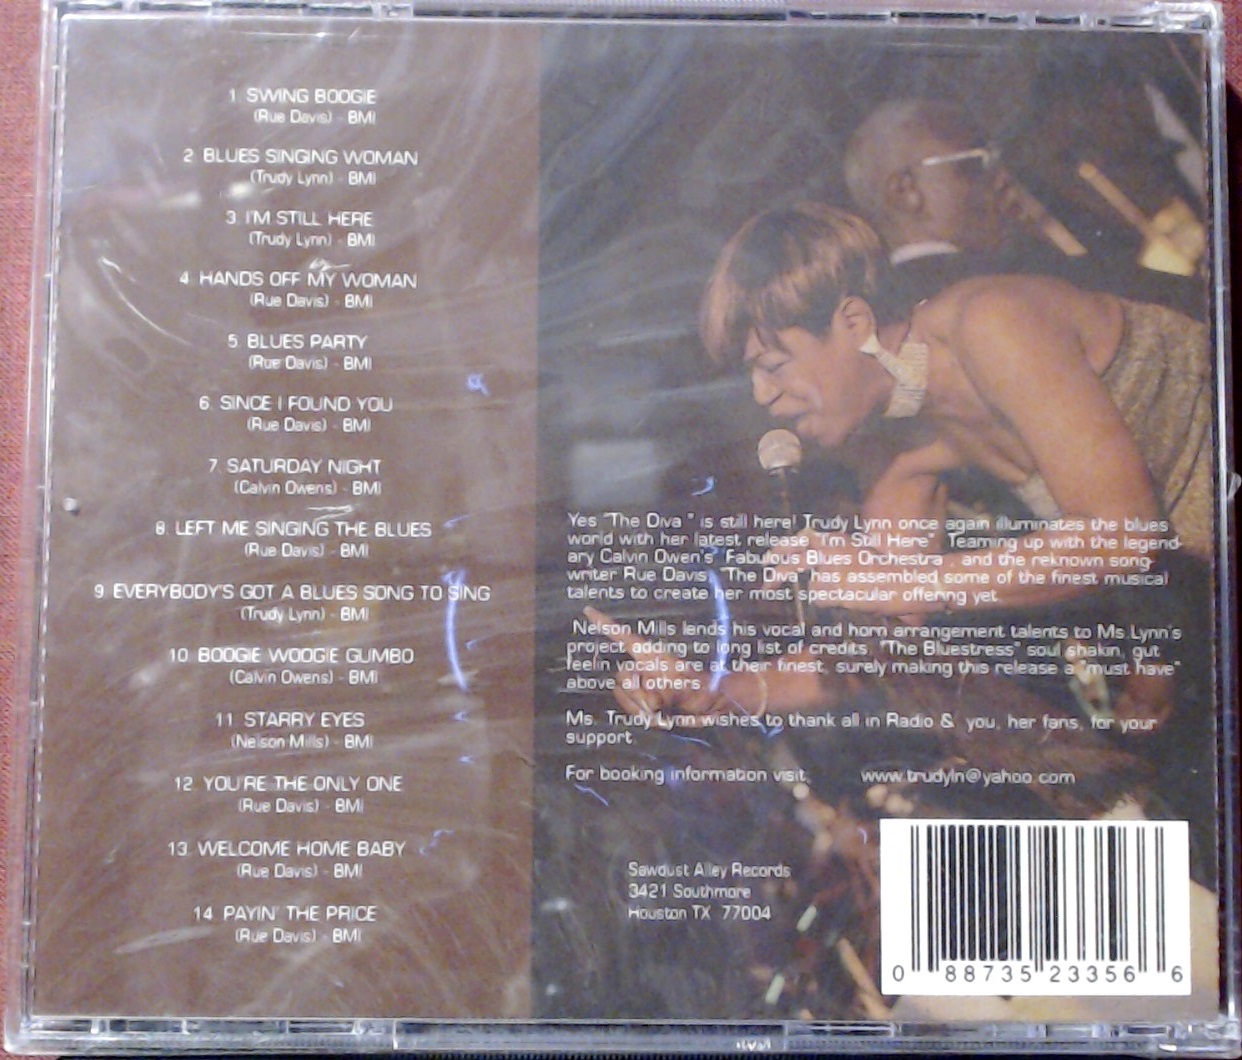 1 SWING BOOGIE
(Rue Davis) - BMI
2 BLUES SINGING WOMAN
(Trudy Lynn) - BMI
3 I'M STILL HERE
(Trudy Lynn) - BMI
4 HANDS OFF MY WOMAN
(Rue Davis) - BMI
5 BLUES PARTY
(Rue Davis) - BMI
6 SINCE I FOUND YOU
(Rue Davis) - BMI
7 SATURDAY NIGHT
(Calvin Owens) - BMI
8 LEFT ME SINGING THE BLUES
(Rue Davis) - BMI
9 EVERYBODY'S GOT A BLUES SONG TO SING
(Trudy Lynn) - BMI
10 BOOGIE WOOGIE GUMBO
(Calvin Owens) - BMI
11 STARRY EYES
(Nelson Mills) - BMI
12 YOU'RE THE ONLY ONE
(Rue Davis) - BMI
13 WELCOME HOME BABY
(Rue Davis) - BMI
14 PAYIN' THE PRICE
(Rue Davis) - BMI
Yes "The Diva " is still here! Trudy Lynn once again illuminates the blues
world with her latest release "I'm Still Here". Teaming up with the legend-
ary Calvin Owen's "Fabulous Blues Orchestra", and the reknown song-
writer Rue Davis, "The Diva" has assembled some of the finest musical
talents to create her most spectacular offering yet.
Nelson Mills lends his vocal and horn arrangement talents to Ms.Lynn's
project adding to long list of credits, "The Bluestress" soul shakin, gut
feelin vocals are at their finest, surely making this release a "must have"
above all others
Ms. Trudy Lynn wishes to thank all in Radio & you, her fans, for your
support.
For booking information visit, www.trudyln@yahoo.com
Sawdust Alley Records
3421 Southmore
Houston TX 77004
0 88735 23356 6